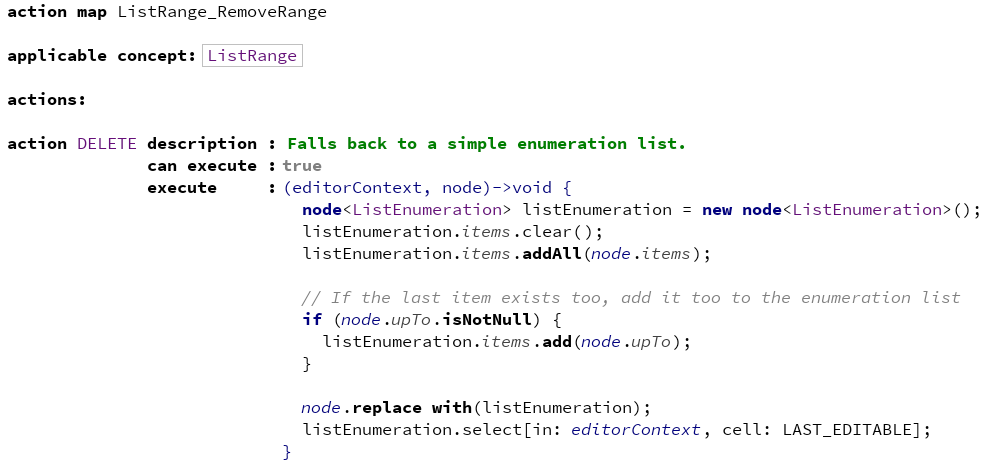 action map ListRange_RemoveRange
applicable concept: ListRange
actions:
action DELETE description : Falls back to a simple enumeration list.
can execute : true
execute : (editorContext, node)->void {
node<ListEnumeration> listEnumeration = new node<ListEnumeration>();
listEnumeration.items.clear();
listEnumeration.items.addAll(node.items);
// If the last item exists too, add it too to the enumeration list
if (node.upTo.isNotNull) {
listEnumeration.items.add(node.upTo);
}
node.replace with(listEnumeration);
listEnumeration.select[in: editorContext, cell: LAST_EDITABLE];
}